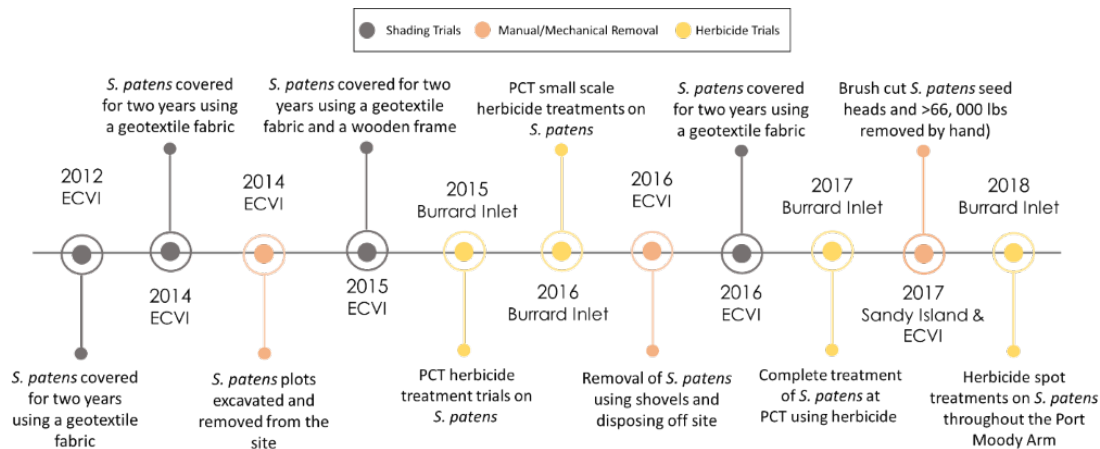 Shading Trials
Manual/Mechanical Removal
Herbicide Trials
S. patens covered
for two years using
a geotextile fabric
S. patens covered for two
years using a geotextile
fabric and a wooden frame
PCT small scale
herbicide treatments on
S. patens
S. patens covered
for two years using
a geotextile fabric
Brush cut S. patens seed
heads and >66, 000 lbs
removed by hand)
2012
ECVI
2014
ECVI
2015
Burrard Inlet
2016
ECVI
2017
Burrard Inlet
2018
Burrard Inlet
2014
ECVI
2015
ECVI
2016
Burrard Inlet
2016
ECVI
2017
Sandy Island &
ECVI
S. patens covered
for two years
using a geotextile
fabric
S. patens plots
excavated and
removed from the
site
PCT herbicide
treatment trials on
S. patens
Removal of S. patens
using shovels and
disposing off site
Complete treatment
of S. patens at
PCT using herbicide
Herbicide spot
treatments on S. patens
throughout the Port
Moody Arm